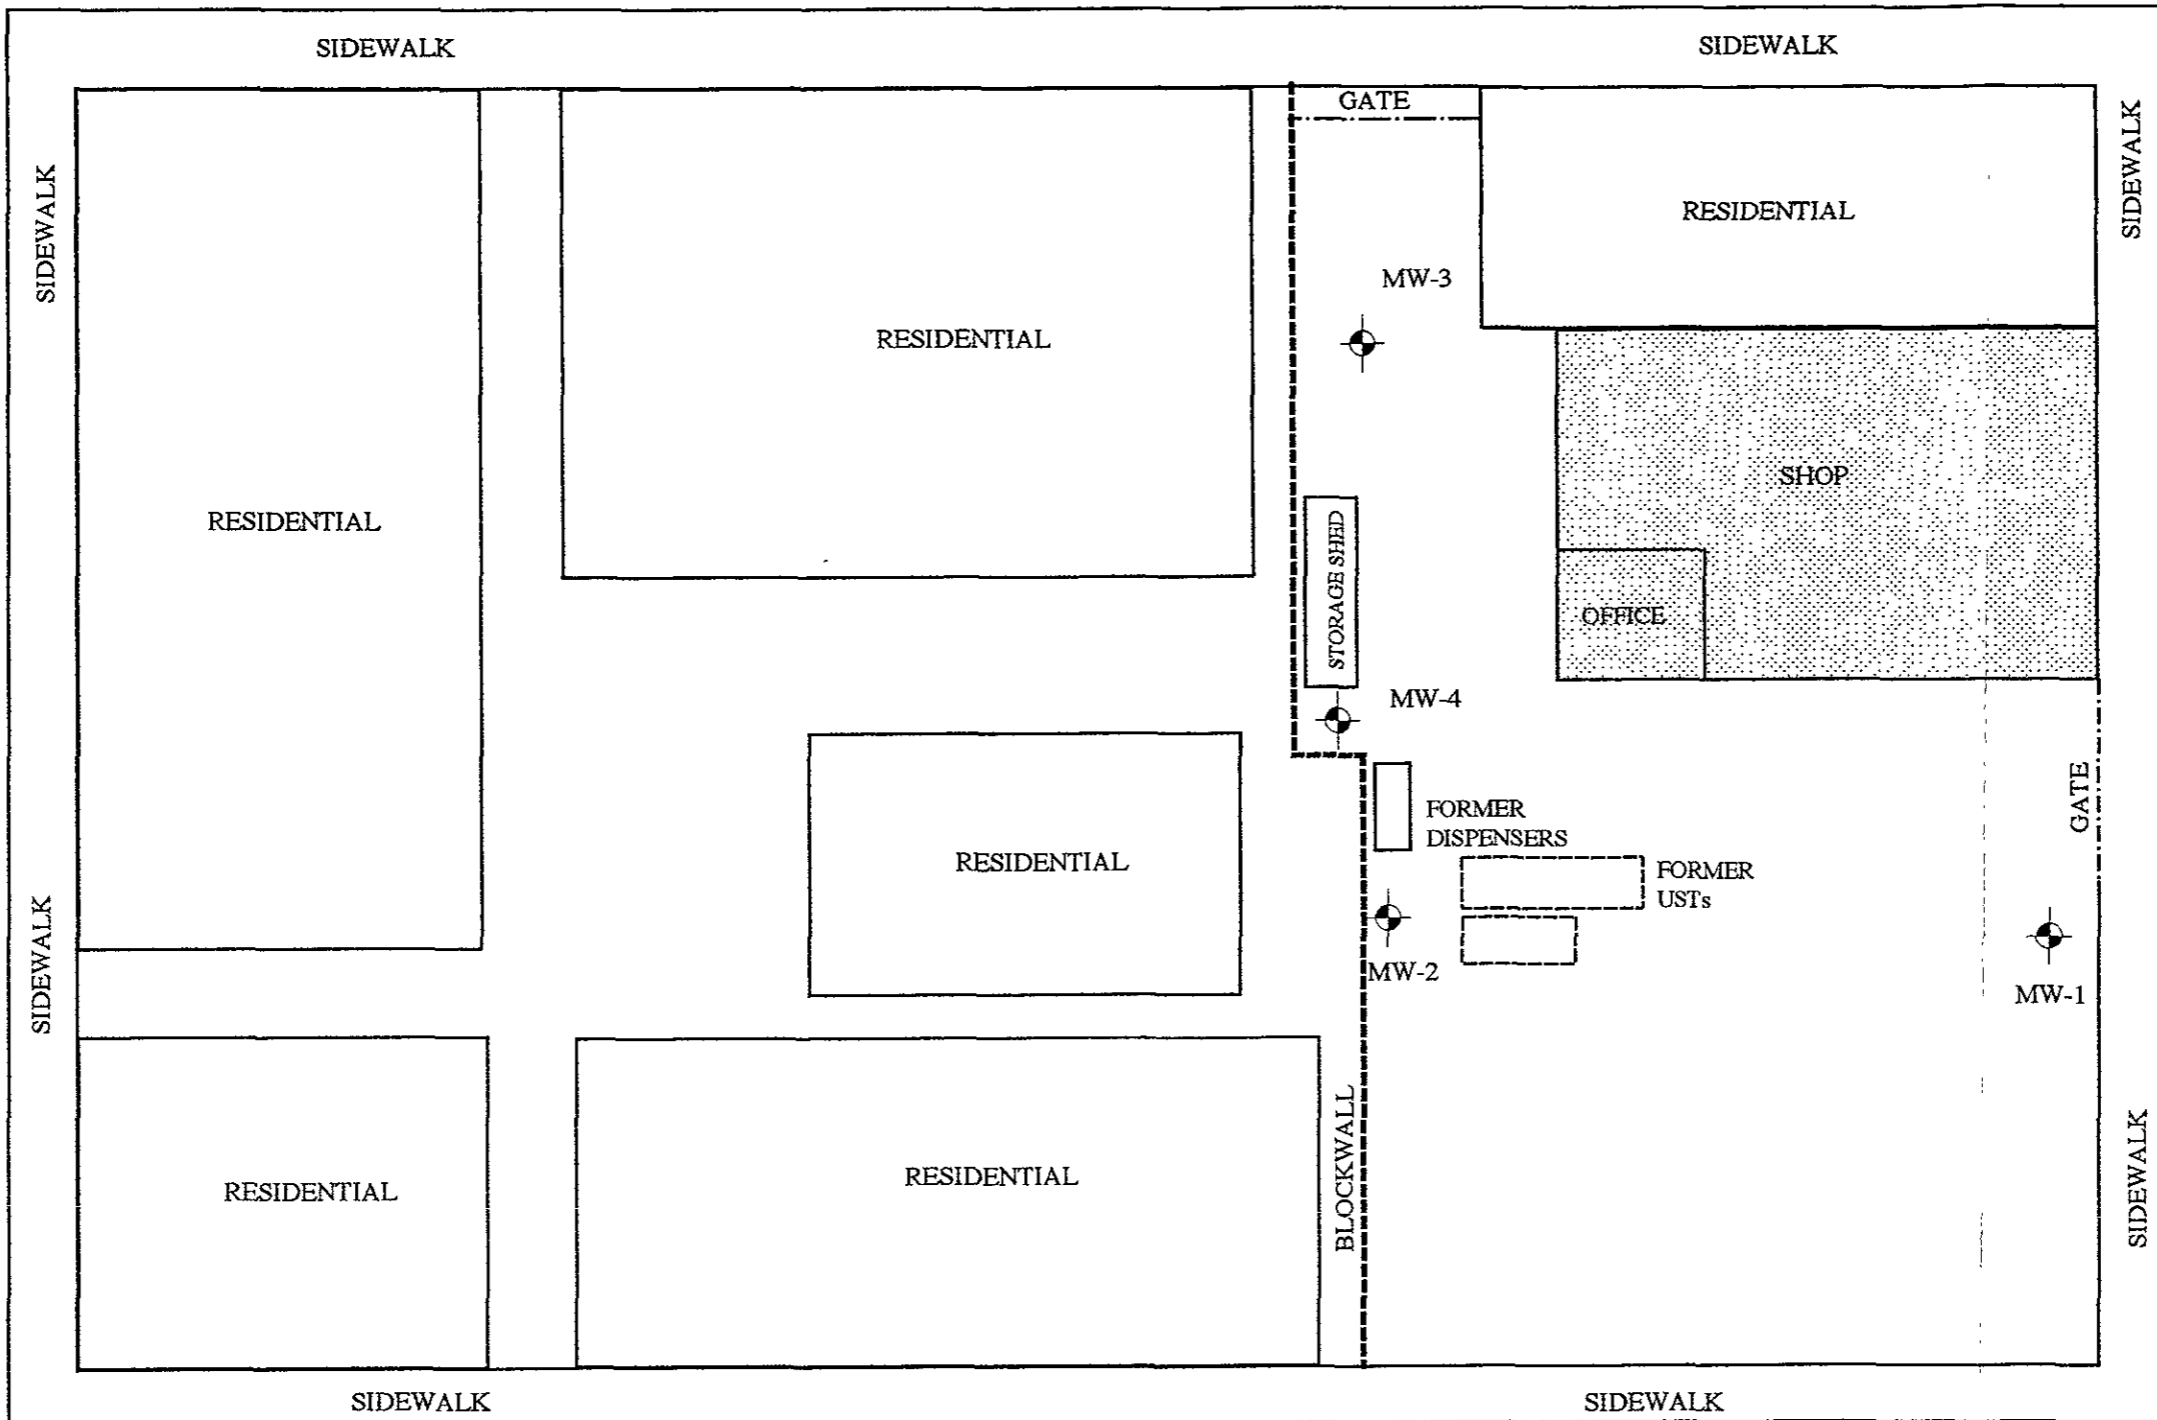 SIDEWALK
SIDEWALK
GATE
SIDEWALK
SIDEWALK
RESIDENTIAL
MW-3
RESIDENTIAL
SHOP
RESIDENTIAL
STORAGE SHED
OFFICE
MW-4
GATE
FORMER
DISPENSERS
RESIDENTIAL
FORMER
USTs
SIDEWALK
MW-2
MW-1
BLOCKWALL
SIDEWALK
RESIDENTIAL
RESIDENTIAL
SIDEWALK
SIDEWALK